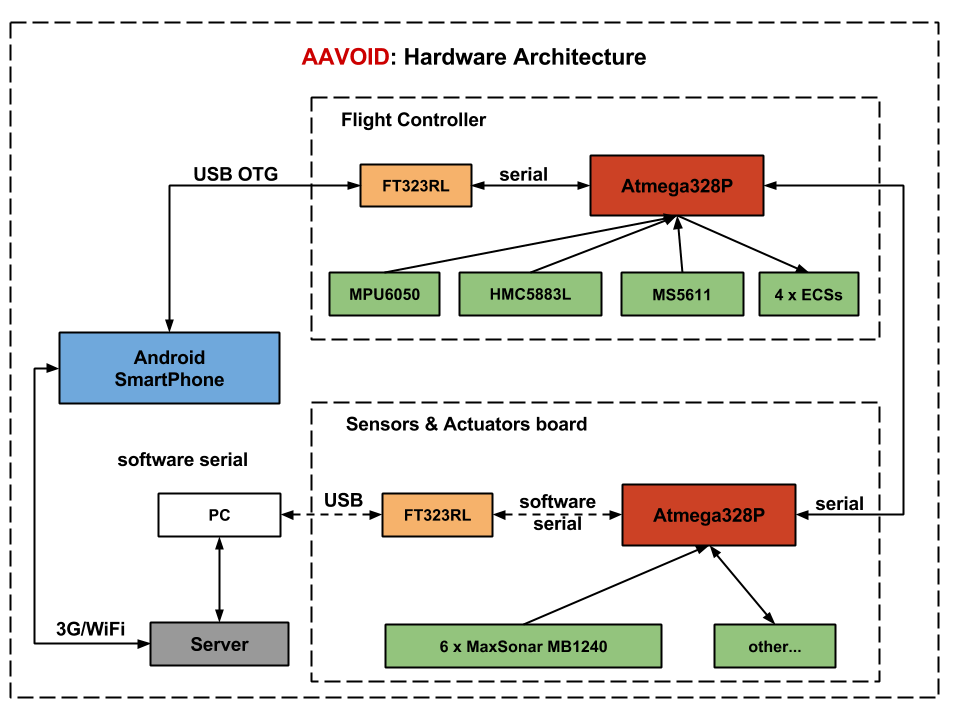 AAVOID: Hardware Architecture
Flight Controller
USB OTG
FT323RL
serial
Atmega328P
MPU6050
HMC5883L
MS5611
4 x ECSs
Android
SmartPhone
Sensors & Actuators board
software serial
PC
USB
FT323RL
software
serial
Atmega328P
serial
3G/WiFi
Server
6 x MaxSonar MB1240
other...